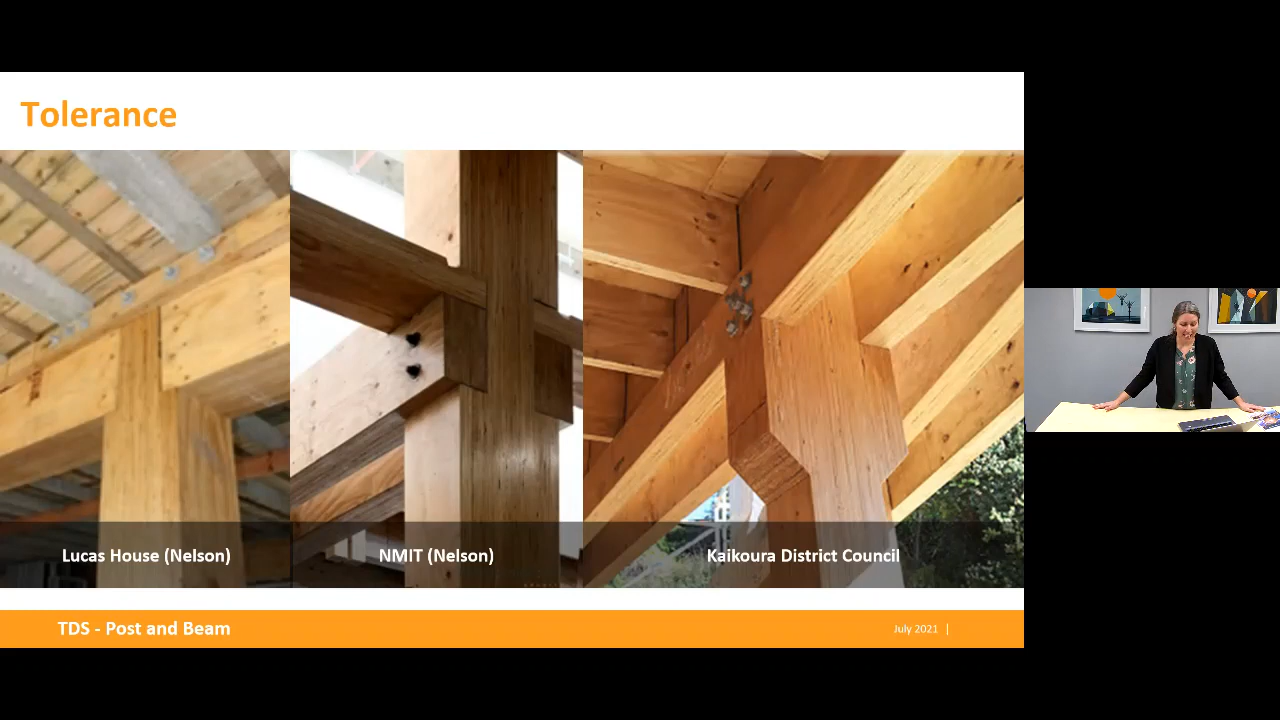 Tolerance
Lucas House (Nelson)
NMIT (Nelson)
Kaikoura District Council
TDS - Post and Beam
July 2021 |